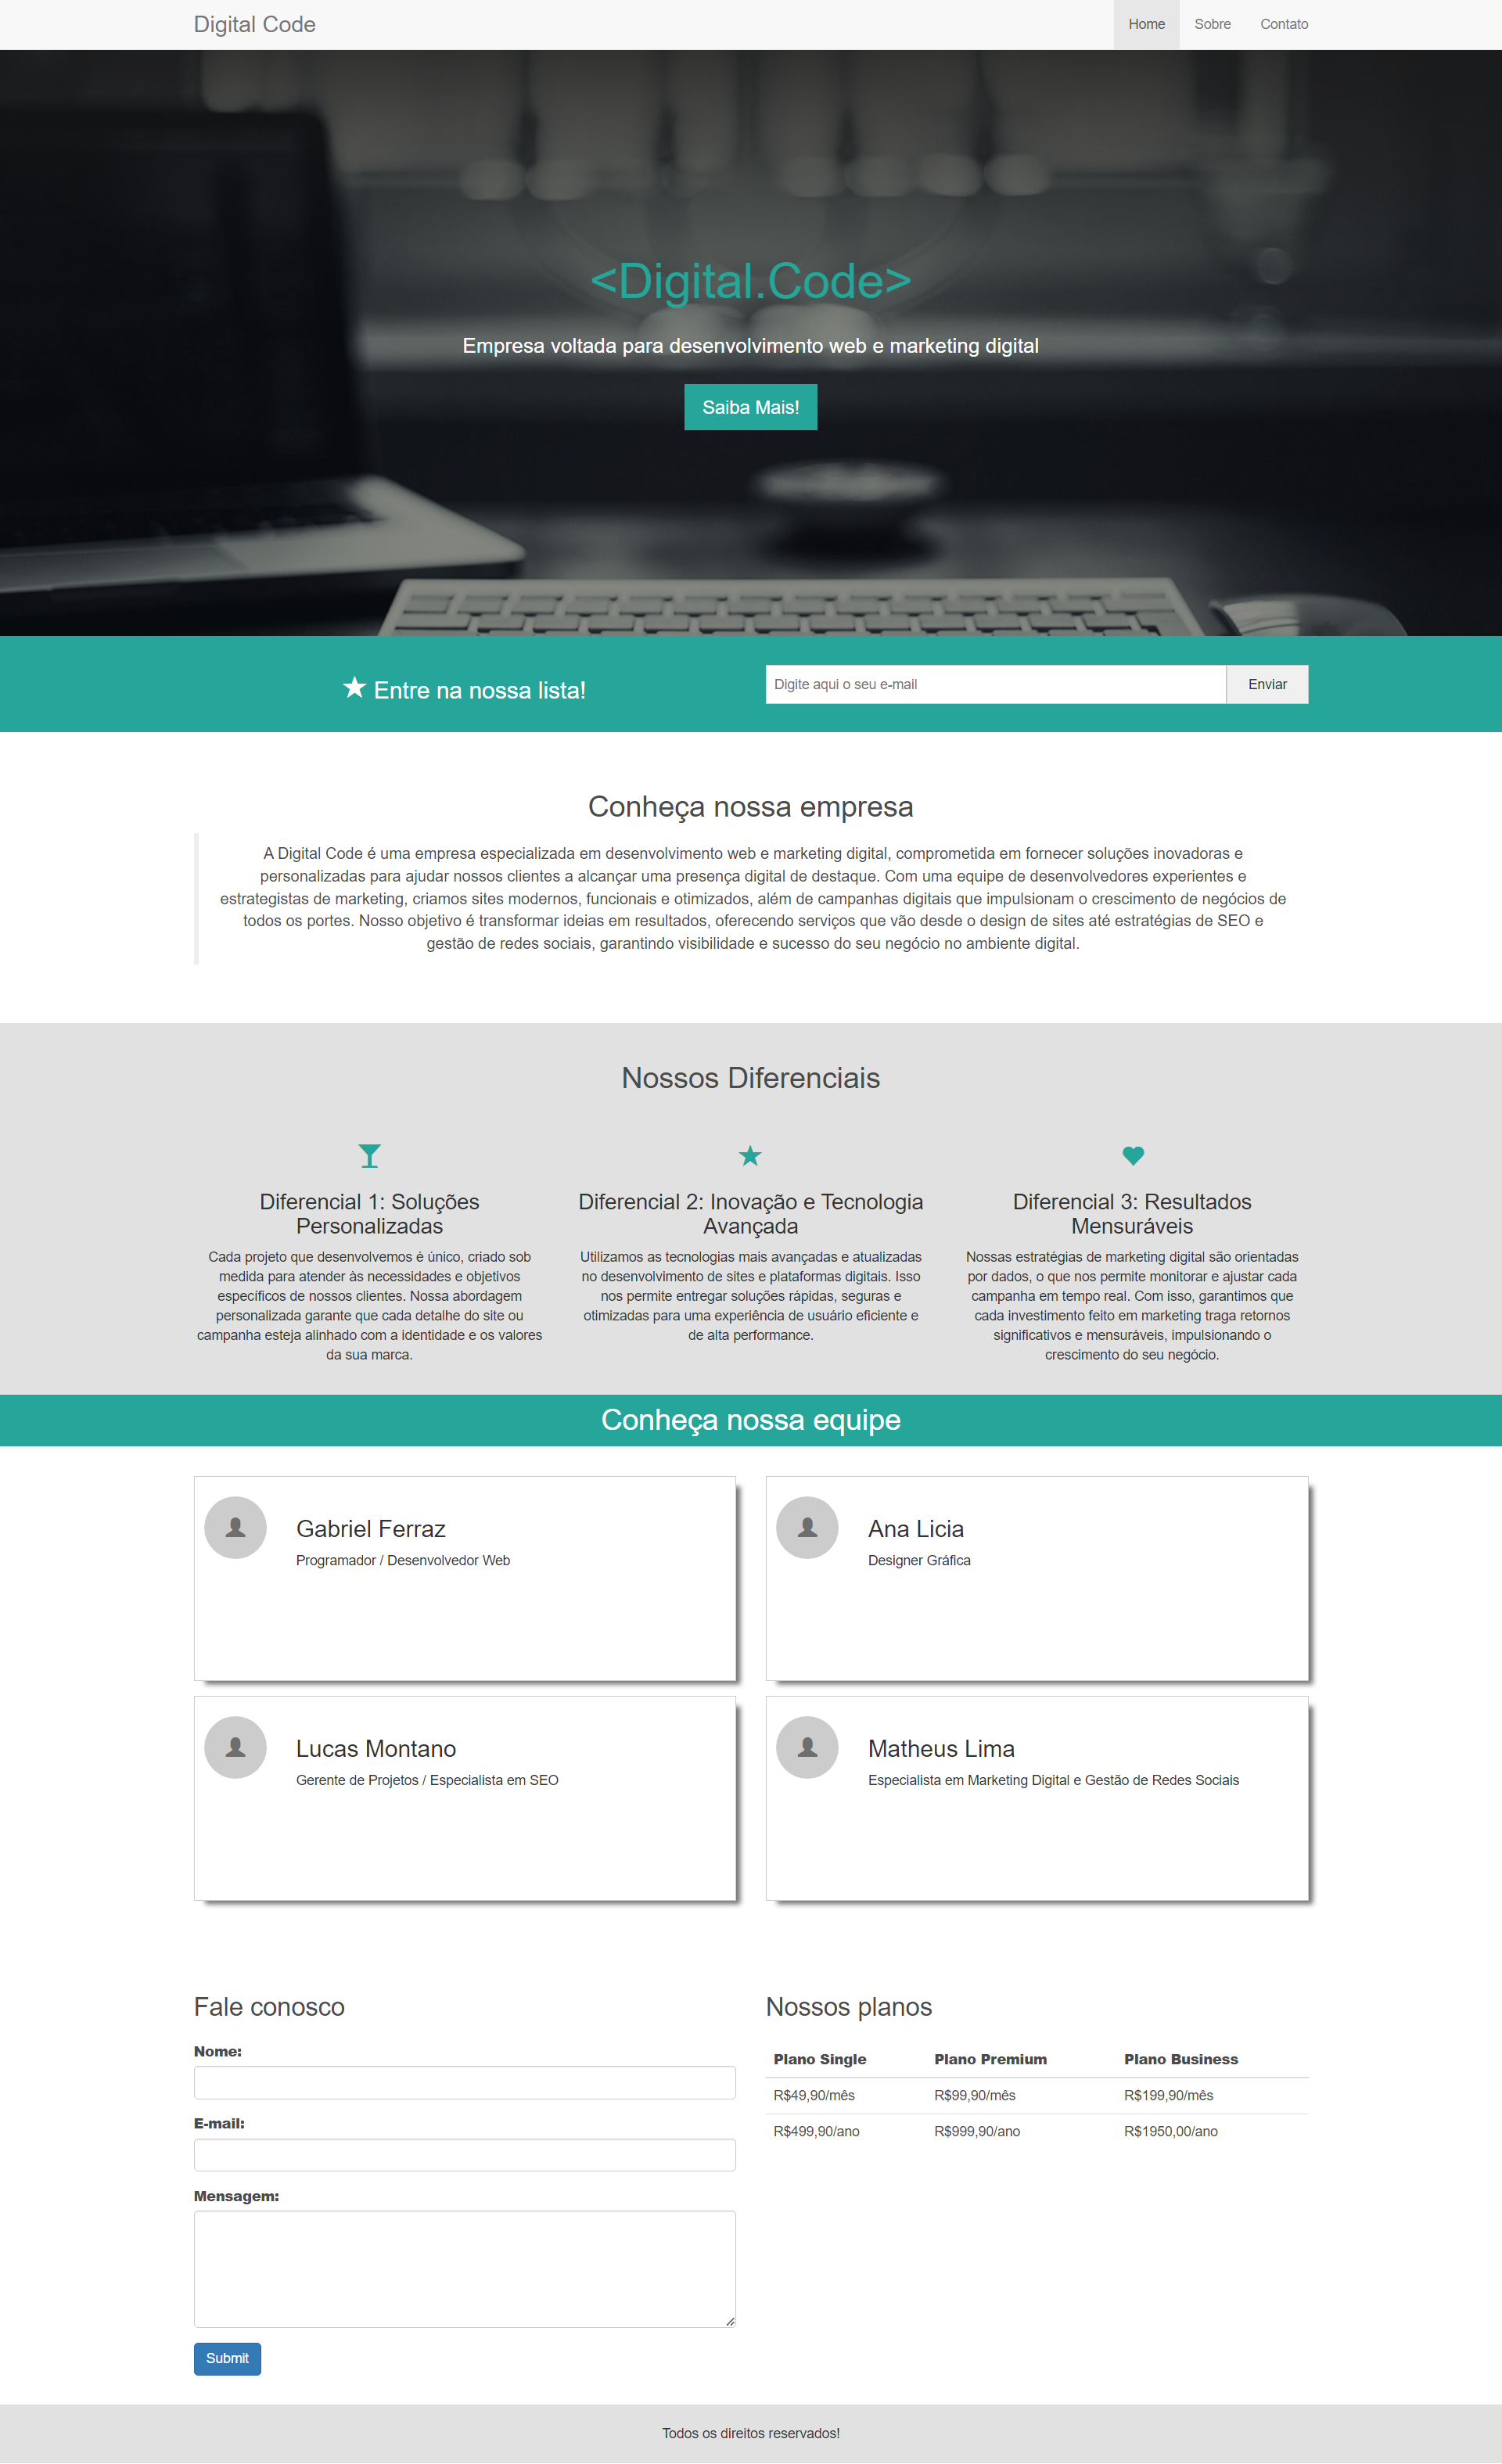 Digital Code
Home Sobre Contato
<Digital.Code>
Empresa voltada para desenvolvimento web e marketing digital
Saiba Mais!
Entre na nossa lista!
Digite aqui o seu e-mail
Enviar
Conheça nossa empresa
A Digital Code é uma empresa especializada em desenvolvimento web e marketing digital, comprometida em fornecer soluções inovadoras e
personalizadas para ajudar nossos clientes a alcançar uma presença digital de destaque. Com uma equipe de desenvolvedores experientes e
estrategistas de marketing, criamos sites modernos, funcionais e otimizados, além de campanhas digitais que impulsionam o crescimento de negócios de
todos os portes. Nosso objetivo é transformar ideias em resultados, oferecendo serviços que vão desde o design de sites até estratégias de SEO e
gestão de redes sociais, garantindo visibilidade e sucesso do seu negócio no ambiente digital.
Nossos Diferenciais
Diferencial 1: Soluções
Personalizadas
Cada projeto que desenvolvemos é único, criado sob
medida para atender às necessidades e objetivos
específicos de nossos clientes. Nossa abordagem
personalizada garante que cada detalhe do site ou
campanha esteja alinhado com a identidade e os valores
da sua marca.
Diferencial 2: Inovação e Tecnologia
Avançada
Utilizamos as tecnologias mais avançadas e atualizadas
no desenvolvimento de sites e plataformas digitais. Isso
nos permite entregar soluções rápidas, seguras e
otimizadas para uma experiência de usuário eficiente e
de alta performance.
Diferencial 3: Resultados
Mensuráveis
Nossas estratégias de marketing digital são orientadas
por dados, o que nos permite monitorar e ajustar cada
campanha em tempo real. Com isso, garantimos que
cada investimento feito em marketing traga retornos
significativos e mensuráveis, impulsionando o
crescimento do seu negócio.
Conheça nossa equipe
Gabriel Ferraz
Programador / Desenvolvedor Web
Ana Licia
Designer Gráfica
Lucas Montano
Gerente de Projetos / Especialista em SEO
Matheus Lima
Especialista em Marketing Digital e Gestão de Redes Sociais
Fale conosco
Nome:
E-mail:
Mensagem:
Submit
Nossos planos
Plano Single Plano Premium Plano Business
R$49,90/mês R$99,90/mês R$199,90/mês
R$499,90/ano R$999,90/ano R$1950,00/ano
Todos os direitos reservados!